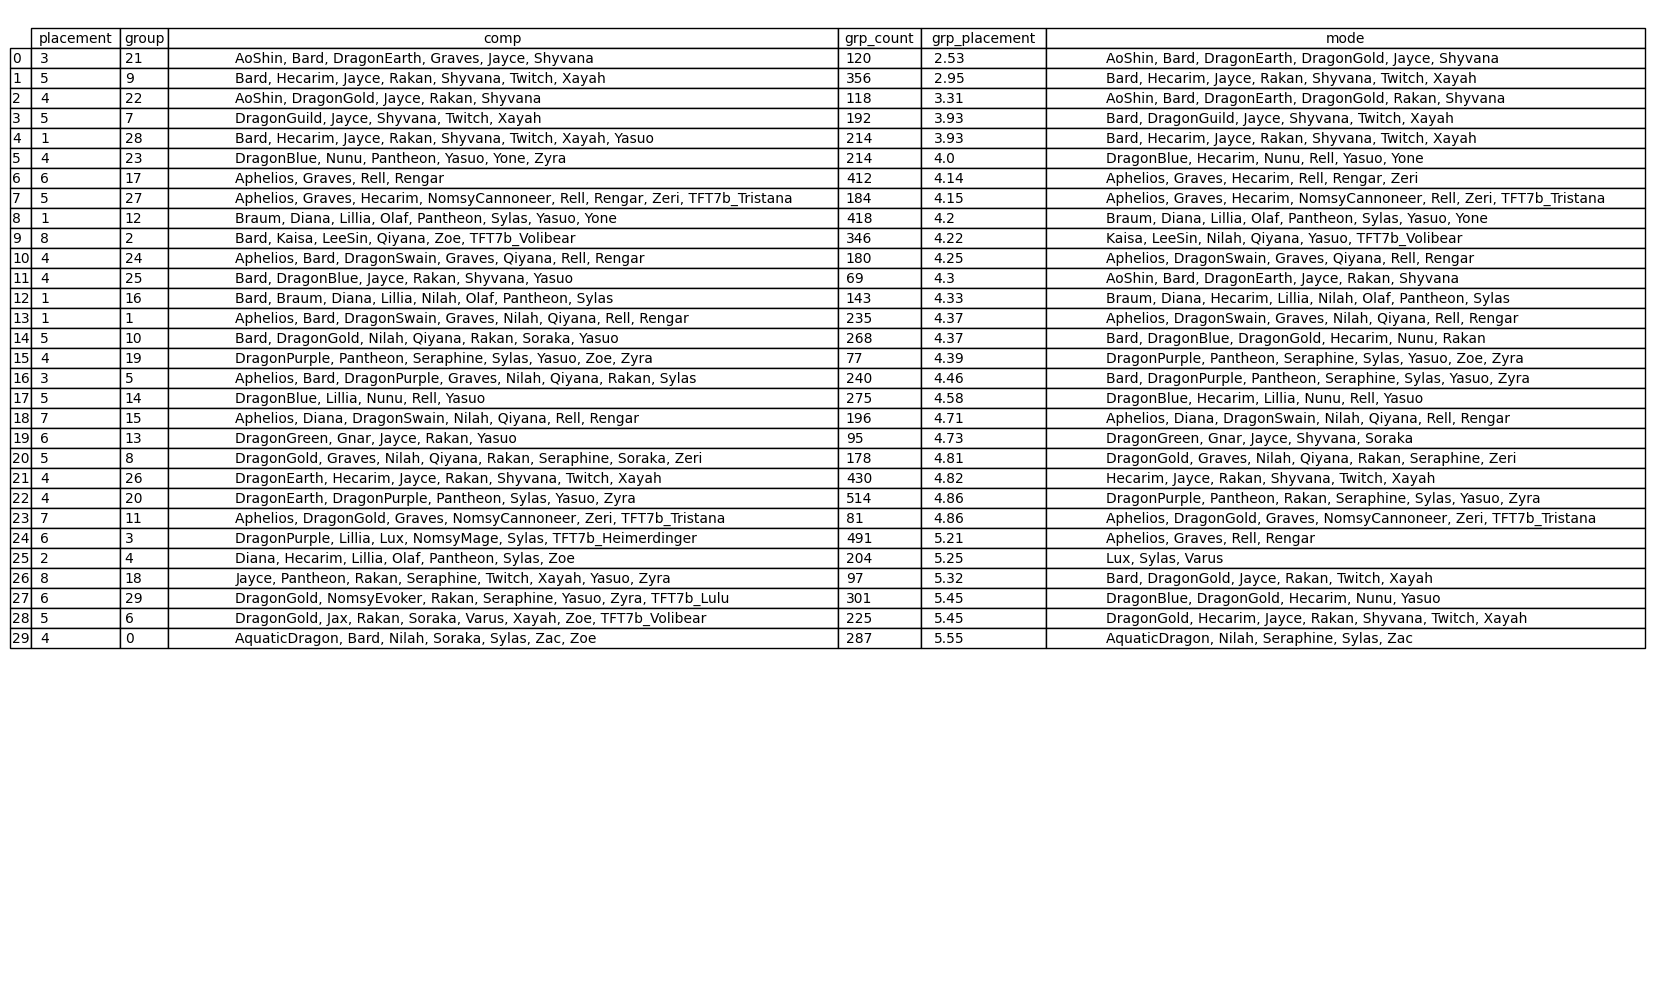 placement group comp grp_count grp_placement mode
0 3 21 AoShin, Bard, DragonEarth, Graves, Jayce, Shyvana 120 2.53 AoShin, Bard, DragonEarth, DragonGold, Jayce, Shyvana
1 5 9 Bard, Hecarim, Jayce, Rakan, Shyvana, Twitch, Xayah 356 2.95 Bard, Hecarim, Jayce, Rakan, Shyvana, Twitch, Xayah
2 4 22 AoShin, DragonGold, Jayce, Rakan, Shyvana 118 3.31 AoShin, Bard, DragonEarth, DragonGold, Rakan, Shyvana
3 5 7 DragonGuild, Jayce, Shyvana, Twitch, Xayah 192 3.93 Bard, DragonGuild, Jayce, Shyvana, Twitch, Xayah
4 1 28 Bard, Hecarim, Jayce, Rakan, Shyvana, Twitch, Xayah, Yasuo 214 3.93 Bard, Hecarim, Jayce, Rakan, Shyvana, Twitch, Xayah
5 4 23 DragonBlue, Nunu, Pantheon, Yasuo, Yone, Zyra 214 4.0 DragonBlue, Hecarim, Nunu, Rell, Yasuo, Yone
6 6 17 Aphelios, Graves, Rell, Rengar 412 4.14 Aphelios, Graves, Hecarim, Rell, Rengar, Zeri
7 5 27 Aphelios, Graves, Hecarim, NomsyCannoneer, Rell, Rengar, Zeri, TFT7b_Tristana 184 4.15 Aphelios, Graves, Hecarim, NomsyCannoneer, Rell, Rengar, Zeri, TFT7b_Tristana
8 1 12 Braum, Diana, Lillia, Olaf, Pantheon, Sylas, Yasuo, Yone 418 4.2 Braum, Diana, Lillia, Olaf, Pantheon, Sylas, Yasuo, Yone
9 8 2 Bard, Kaisa, LeeSin, Qiyana, Zoe, TFT7b_Volibear 346 4.22 Kaisa, LeeSin, Nilah, Qiyana, Yasuo, TFT7b_Volibear
10 4 24 Aphelios, Bard, DragonSwain, Graves, Qiyana, Rell, Rengar 180 4.25 Aphelios, DragonSwain, Graves, Qiyana, Rell, Rengar
11 4 25 Bard, DragonBlue, Jayce, Rakan, Shyvana, Yasuo 69 4.3 AoShin, Bard, DragonEarth, Jayce, Rakan, Shyvana
12 1 16 Bard, Braum, Diana, Lillia, Nilah, Olaf, Pantheon, Sylas 143 4.33 Braum, Diana, Hecarim, Lillia, Nilah, Olaf, Pantheon, Sylas
13 1 1 Aphelios, Bard, DragonSwain, Graves, Nilah, Qiyana, Rell, Rengar 235 4.37 Aphelios, DragonSwain, Graves, Nilah, Qiyana, Rell, Rengar
14 5 10 Bard, DragonGold, Nilah, Qiyana, Rakan, Soraka, Yasuo 268 4.37 Bard, DragonBlue, DragonGold, Hecarim, Nunu, Rakan
15 4 19 DragonPurple, Pantheon, Seraphine, Sylas, Yasuo, Zoe, Zyra 77 4.39 DragonPurple, Pantheon, Seraphine, Sylas, Yasuo, Zoe, Zyra
16 3 5 Aphelios, Bard, DragonPurple, Graves, Nilah, Qiyana, Rakan, Sylas 240 4.46 Bard, DragonPurple, Pantheon, Seraphine, Sylas, Yasuo, Zyra
17 5 14 DragonBlue, Lillia, Nunu, Rell, Yasuo 275 4.58 DragonBlue, Hecarim, Lillia, Nunu, Rell, Yasuo
18 7 15 Aphelios, Diana, DragonSwain, Nilah, Qiyana, Rell, Rengar 196 4.71 Aphelios, Diana, DragonSwain, Nilah, Qiyana, Rell, Rengar
19 6 13 DragonGreen, Gnar, Jayce, Rakan, Yasuo 95 4.73 DragonGreen, Gnar, Jayce, Shyvana, Soraka
20 5 8 DragonGold, Graves, Nilah, Qiyana, Rakan, Seraphine, Soraka, Zeri 178 4.81 DragonGold, Graves, Nilah, Qiyana, Rakan, Seraphine, Zeri
21 4 26 DragonEarth, Hecarim, Jayce, Rakan, Shyvana, Twitch, Xayah 430 4.82 Hecarim, Jayce, Rakan, Shyvana, Twitch, Xayah
22 4 20 DragonEarth, DragonPurple, Pantheon, Sylas, Yasuo, Zyra 514 4.86 DragonPurple, Pantheon, Rakan, Seraphine, Sylas, Yasuo, Zyra
23 7 11 Aphelios, DragonGold, Graves, NomsyCannoneer, Zeri, TFT7b_Tristana 81 4.86 Aphelios, DragonGold, Graves, NomsyCannoneer, Zeri, TFT7b_Tristana
24 6 3 DragonPurple, Lillia, Lux, NomsyMage, Sylas, TFT7b_Heimerdinger 491 5.21 Aphelios, Graves, Rell, Rengar
25 2 4 Diana, Hecarim, Lillia, Olaf, Pantheon, Sylas, Zoe 204 5.25 Lux, Sylas, Varus
26 8 18 Jayce, Pantheon, Rakan, Seraphine, Twitch, Xayah, Yasuo, Zyra 97 5.32 Bard, DragonGold, Jayce, Rakan, Twitch, Xayah
27 6 29 DragonGold, NomsyEvoker, Rakan, Seraphine, Yasuo, Zyra, TFT7b_Lulu 301 5.45 DragonBlue, DragonGold, Hecarim, Nunu, Yasuo
28 5 6 DragonGold, Jax, Rakan, Soraka, Varus, Xayah, Zoe, TFT7b_Volibear 225 5.45 DragonGold, Hecarim, Jayce, Rakan, Shyvana, Twitch, Xayah
29 4 0 AquaticDragon, Bard, Nilah, Soraka, Sylas, Zac, Zoe 287 5.55 AquaticDragon, Nilah, Seraphine, Sylas, Zac